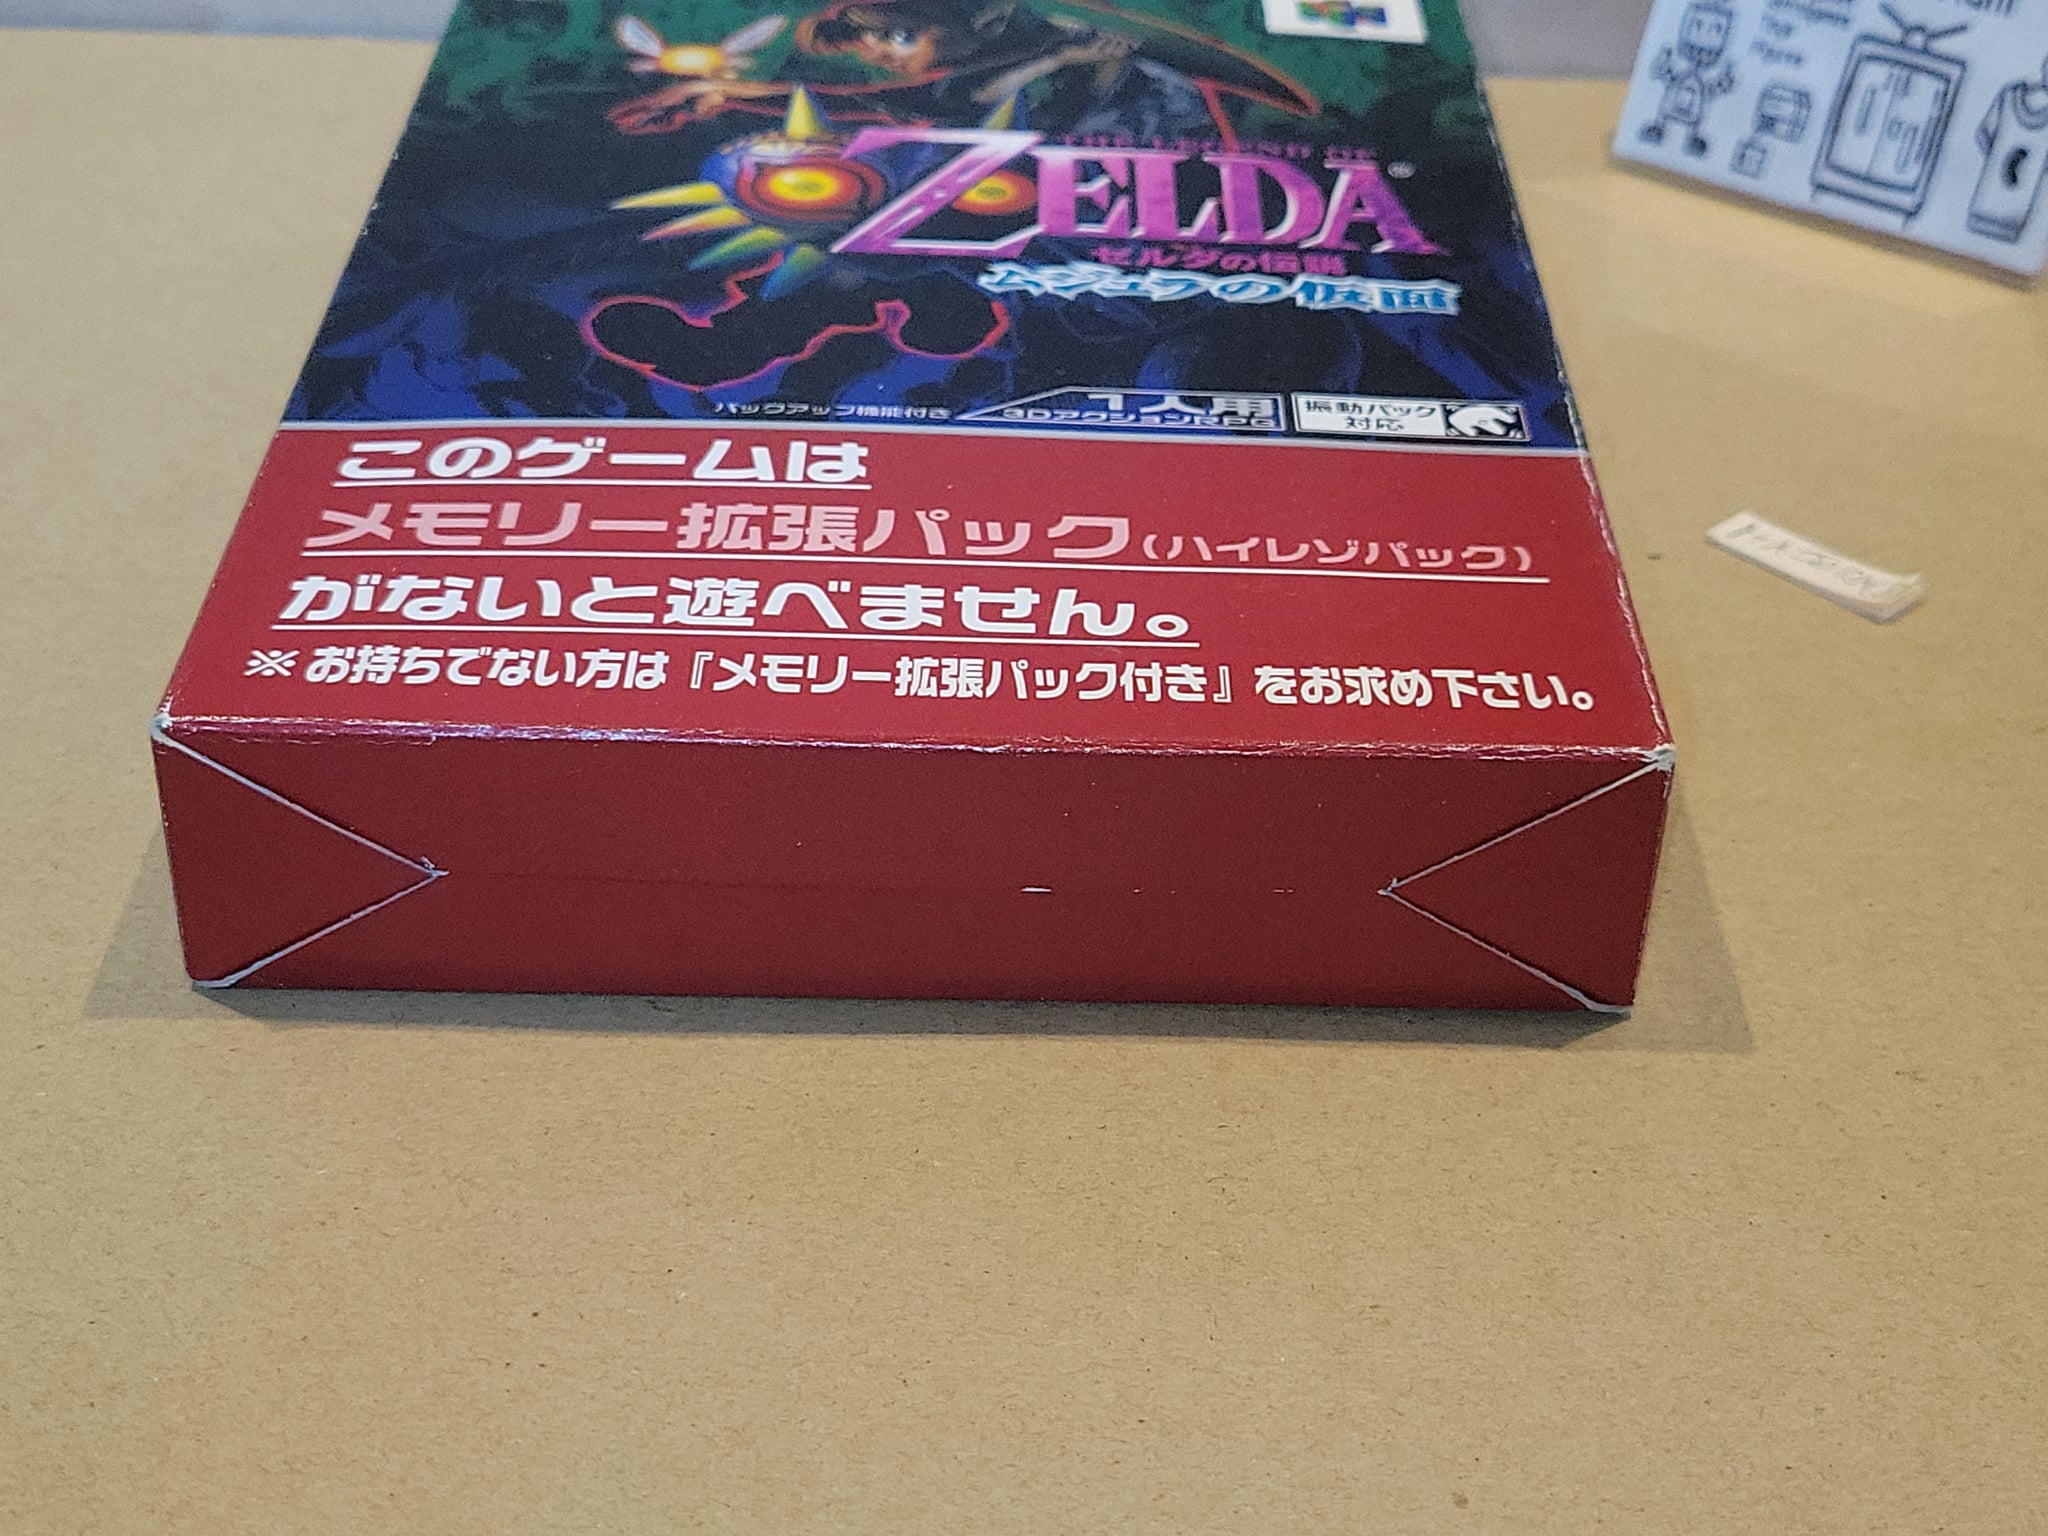 THE LEGEND OF
ZELDA®
ゼルダの伝説
ムジュラの仮面
バックアップ機能付き
1人用
3DアクションRPG
振動パック
対応
このゲームは
メモリー拡張パック(ハイレゾパック)
がないと遊べません。
※お持ちでない方は『メモリー拡張パック付き』をお求め下さい。